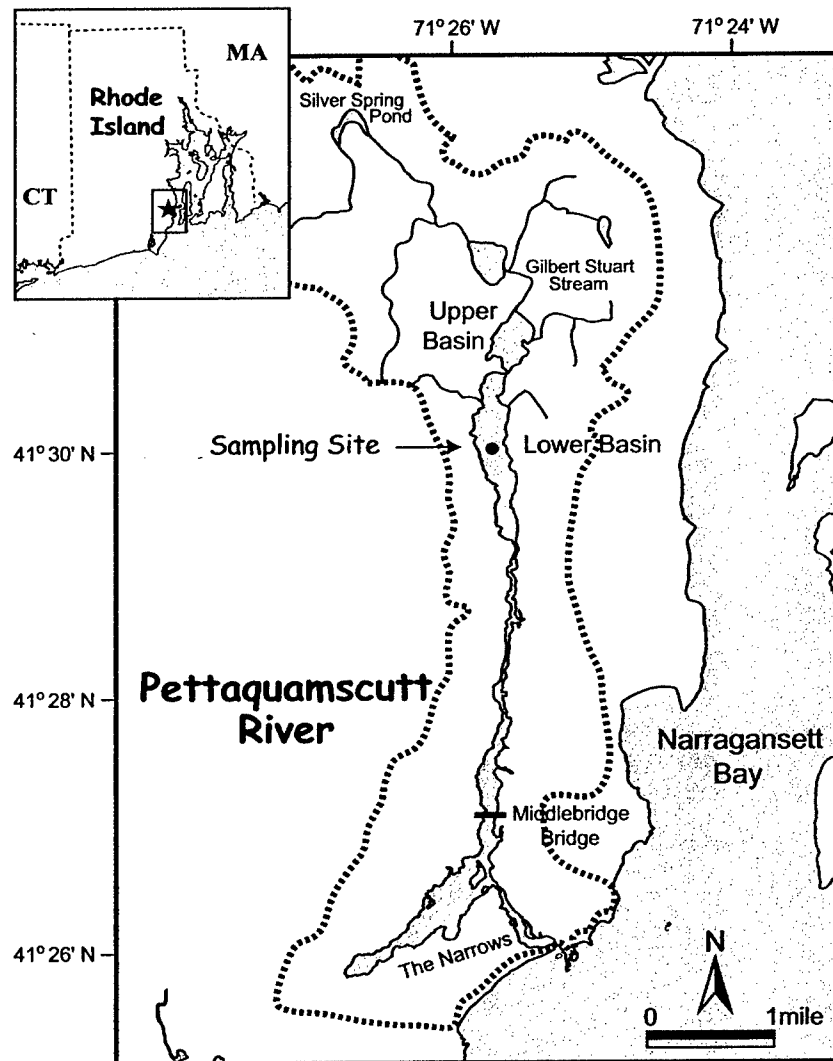 71° 26' W
71° 24' W
MA
Rhode
Island
CT
Silver Spring
Pond
Gilbert Stuart
Stream
Upper
Basin
41° 30' N
Sampling Site
Lower Basin
41° 28' N
Pettaquamscutt
River
Narragansett
Bay
Middlebridge
Bridge
41° 26' N
The Narrows
N
0 1mile